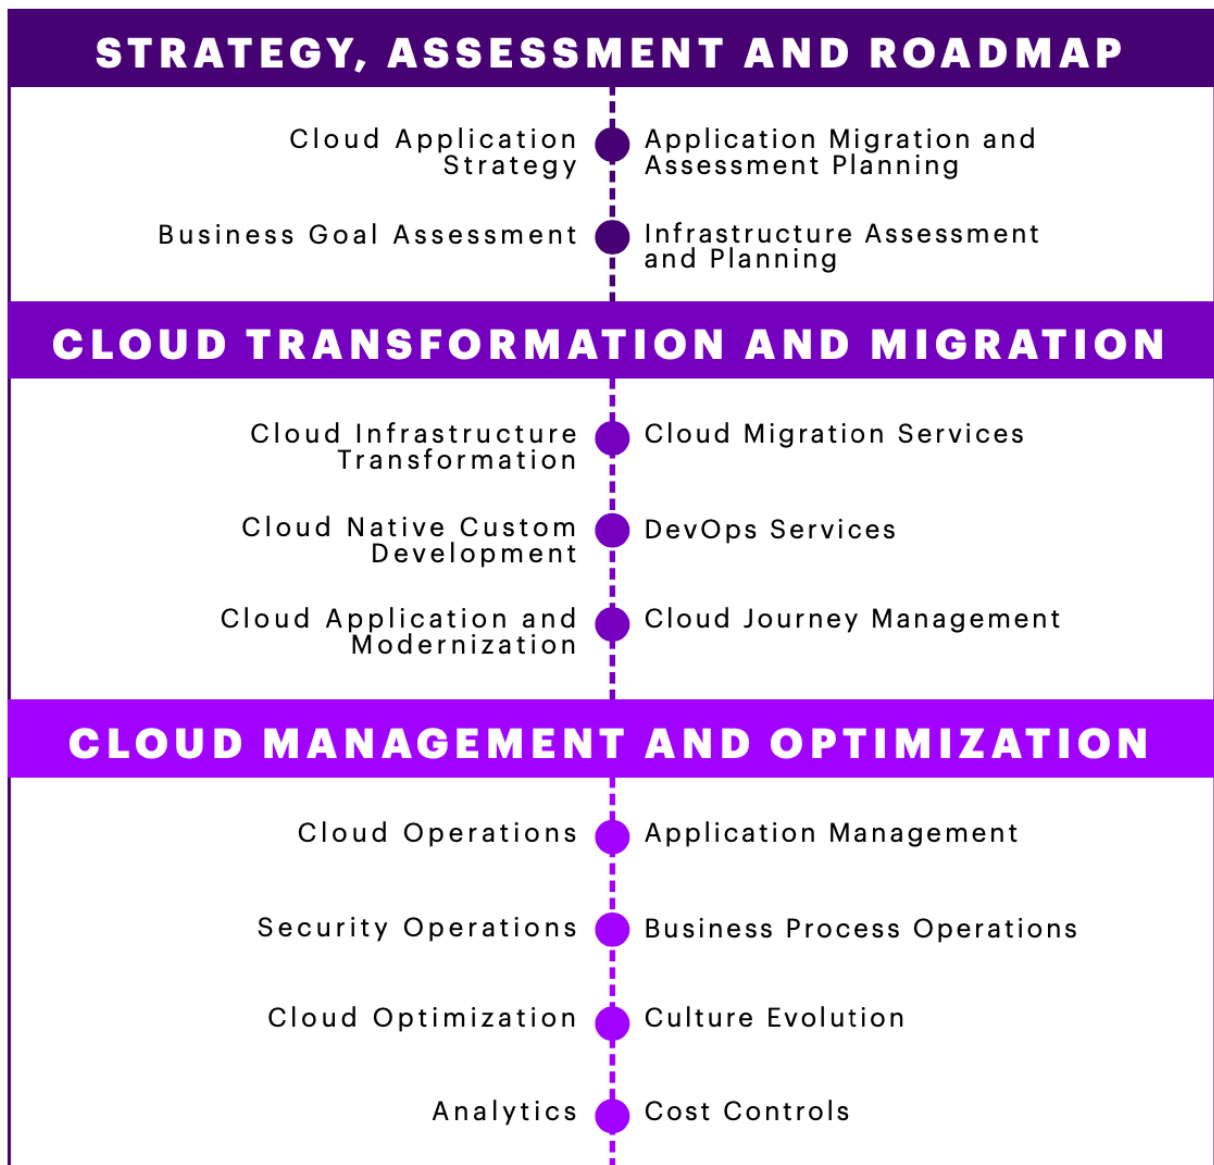 STRATEGY, ASSESSMENT AND ROADMAP
Cloud Application
Strategy
Application Migration and
Assessment Planning
Business Goal Assessment
Infrastructure Assessment
and Planning
CLOUD TRANSFORMATION AND MIGRATION
Cloud Infrastructure
Transformation
Cloud Migration Services
Cloud Native Custom
Development
DevOps Services
Cloud Application and
Modernization
Cloud Journey Management
CLOUD MANAGEMENT AND OPTIMIZATION
Cloud Operations
Application Management
Security Operations
Business Process Operations
Cloud Optimization
Culture Evolution
Analytics
Cost Controls